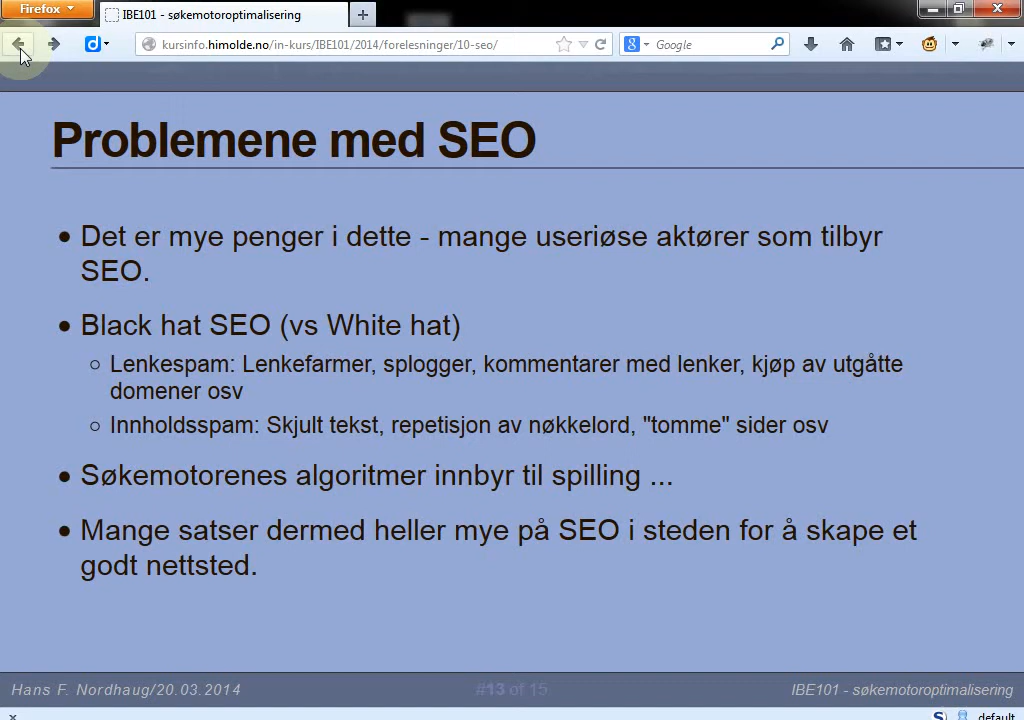 Firefox
IBE101 - søkemotoroptimalisering
kursinfo.himolde.no/in-kurs/IBE101/2014/forelesninger/10-seo/
Google
Problemene med SEO
Det er mye penger i dette - mange useriøse aktører som tilbyr
SEO.
Black hat SEO (vs White hat)
Lenkespam: Lenkefarmer, splogger, kommentarer med lenker, kjøp av utgåtte
domener osv
Innholdsspam: Skjult tekst, repetisjon av nøkkelord, "tomme" sider osv
Søkemotorenes algoritmer innbyr til spilling ...
Mange satser dermed heller mye på SEO i steden for å skape et
godt nettsted.
Hans F. Nordhaug/20.03.2014
#13 of 15
IBE101 - søkemotoroptimalisering
default